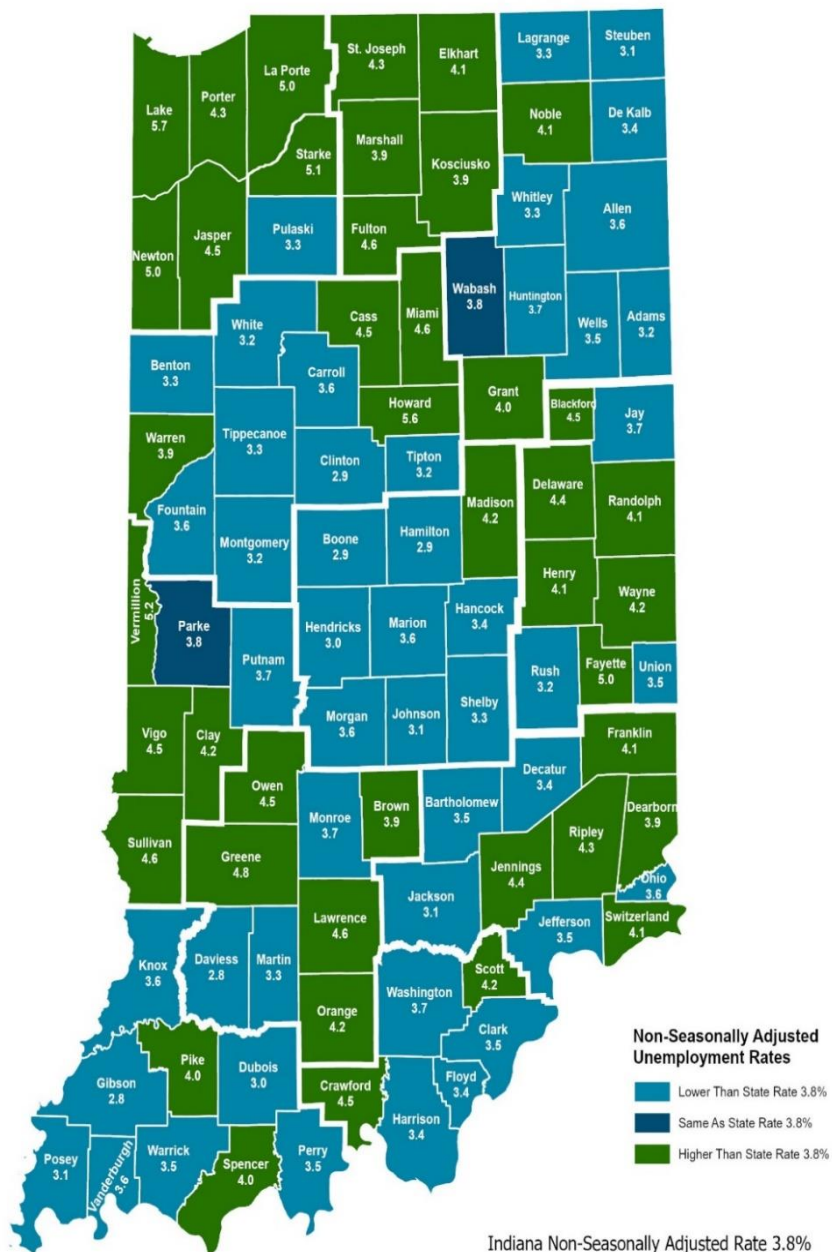 Lagrange
3.3
Steuben
3.1
St. Joseph
4.3
Elkhart
4.1
La Porte
5.0
Porter
4.3
Lake
5.7
Noble
4.1
De Kalb
3.4
Marshall
3.9
Starke
5.1
Kosciusko
3.9
Whitley
3.3
Allen
3.6
Pulaski
3.3
Fulton
4.6
Jasper
4.5
Newton
5.0
Wabash
3.8
Huntington
3.7
Miami
4.6
Cass
4.5
White
3.2
Wells
3.5
Adams
3.2
Carroll
3.6
Benton
3.3
Grant
4.0
Howard
5.6
Blackford
4.5
Jay
3.7
Warren
3.9
Tippecanoe
3.3
Clinton
2.9
Tipton
3.2
Delaware
4.4
Randolph
4.1
Madison
4.2
Fountain
3.6
Montgomery
3.2
Boone
2.9
Hamilton
2.9
Henry
4.1
Wayne
4.2
Vermillion
5.2
Parke
3.8
Putnam
3.7
Hendricks
3.0
Marion
3.6
Hancock
3.4
Rush
3.2
Fayette
5.0
Union
3.5
Morgan
3.6
Johnson
3.1
Shelby
3.3
Vigo
4.5
Clay
4.2
Franklin
4.1
Owen
4.5
Decatur
3.4
Monroe
3.7
Brown
3.9
Bartholomew
3.5
Dearborn
3.9
Ripley
4.3
Sullivan
4.6
Greene
4.8
Jennings
4.4
Ohio
3.6
Jackson
3.1
Switzerland
4.1
Lawrence
4.6
Jefferson
3.5
Knox
3.6
Daviess
2.8
Martin
3.3
Scott
4.2
Washington
3.7
Orange
4.2
Clark
3.5
Pike
4.0
Dubois
3.0
Floyd
3.4
Gibson
2.8
Crawford
4.5
Harrison
3.4
Posey
3.1
Vanderburgh
3.6
Warrick
3.5
Spencer
4.0
Perry
3.5
Non-Seasonally Adjusted
Unemployment Rates
Lower Than State Rate 3.8%
Same As State Rate 3.8%
Higher Than State Rate 3.8%
Indiana Non-Seasonally Adjusted Rate 3.8%